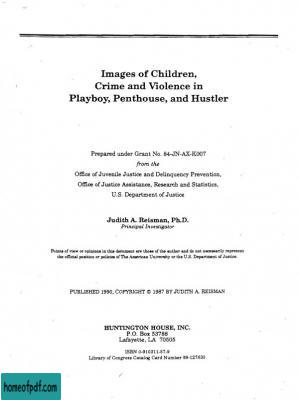 Images of Children,
Crime and Violence in
Playboy, Penthouse, and Hustler
Prepared under Grant No. 84-JN-AX-K007
from the
Office of Juvenile Justice and Delinquency Prevention,
Office of Justice Assistance, Research and Statistics,
U.S. Department of Justice
Judith A. Reisman, Ph.D.
Principal Investigator
Points of view or opinions in this document are those of the author and do not necessarily represent
the official position or policies of The American University or the U.S. Department of Justice.
PUBLISHED 1990, COPYRIGHT © 1987 BY JUDITH A. REISMAN
HUNTINGTON HOUSE, INC.
P.O. Box 53788
Lafayette, LA 70505
ISBN 0-910311-57-9
Library of Congress Catalog Card Number
homeofpdf.com